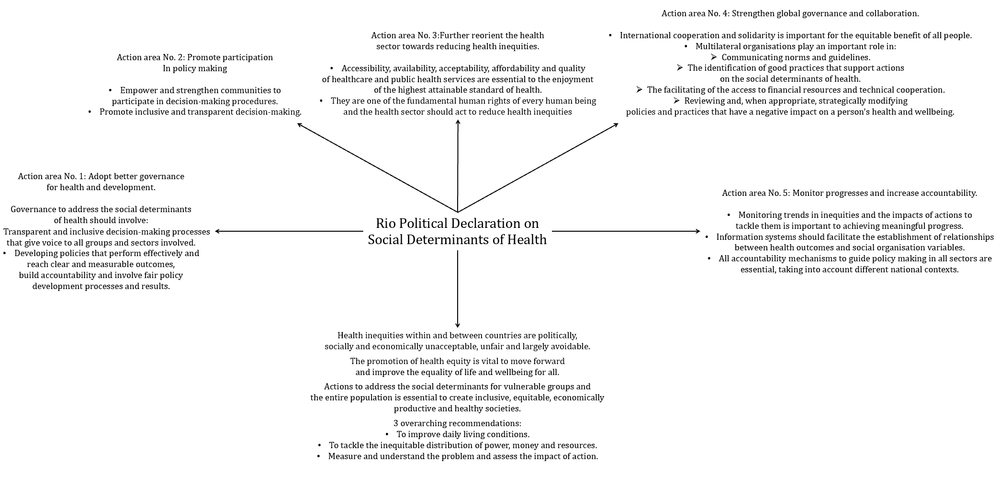 Action area No. 4: Strengthen global governance and collaboration.
• International cooperation and solidarity is important for the equitable benefit of all people.
• Multilateral organisations play an important role in:
➢ Communicating norms and guidelines.
➢ The identification of good practices that support actions
on the social determinants of health.
➢ The facilitating of the access to financial resources and technical cooperation.
➢ Reviewing and, when appropriate, strategically modifying
policies and practices that have a negative impact on a person's health and wellbeing.
Action area No. 3:Further reorient the health
sector towards reducing health inequities.
• Accessibility, availability, acceptability, affordability and quality
of healthcare and public health services are essential to the enjoyment
of the highest attainable standard of health.
• They are one of the fundamental human rights of every human being
and the health sector should act to reduce health inequities
Action area No. 2: Promote participation
In policy making
• Empower and strengthen communities to
participate in decision-making procedures.
• Promote inclusive and transparent decision-making.
Action area No. 1: Adopt better governance
for health and development.
Governance to address the social determinants
of health should involve:
Transparent and inclusive decision-making processes
that give voice to all groups and sectors involved.
• Developing policies that perform effectively and
reach clear and measurable outcomes,
build accountability and involve fair policy
development processes and results.
Rio Political Declaration on
Social Determinants of Health
Action area No. 5: Monitor progresses and increase accountability.
• Monitoring trends in inequities and the impacts of actions to
tackle them is important to achieving meaningful progress.
• Information systems should facilitate the establishment of relationships
between health outcomes and social organisation variables.
• All accountability mechanisms to guide policy making in all sectors are
essential, taking into account different national contexts.
Health inequities within and between countries are politically,
socially and economically unacceptable, unfair and largely avoidable.
The promotion of health equity is vital to move forward
and improve the equality of life and wellbeing for all.
Actions to address the social determinants for vulnerable groups and
the entire population is essential to create inclusive, equitable, economically
productive and healthy societies.
3 overarching recommendations:
• To improve daily living conditions.
• To tackle the inequitable distribution of power, money and resources.
• Measure and understand the problem and assess the impact of action.